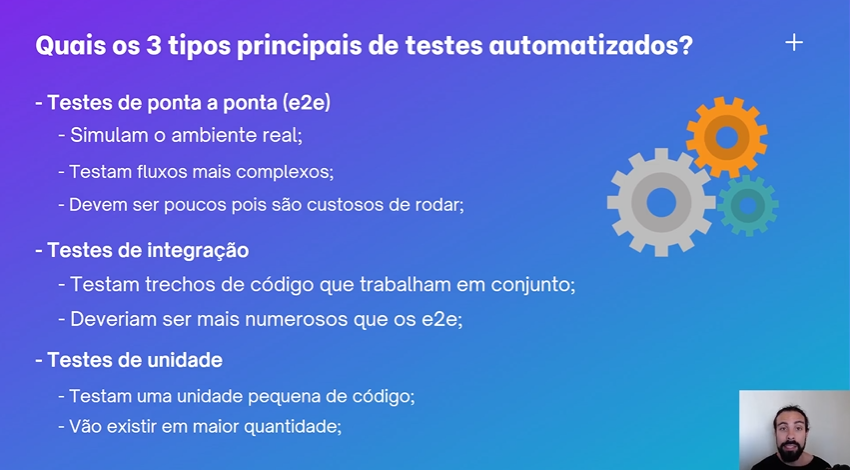 Quais os 3 tipos principais de testes automatizados?
- Testes de ponta a ponta (e2e)
- Simulam o ambiente real;
- Testam fluxos mais complexos;
- Devem ser poucos pois são custosos de rodar;
- Testes de integração
- Testam trechos de código que trabalham em conjunto;
- Deveriam ser mais numerosos que os e2e;
- Testes de unidade
- Testam uma unidade pequena de código;
- Vão existir em maior quantidade;